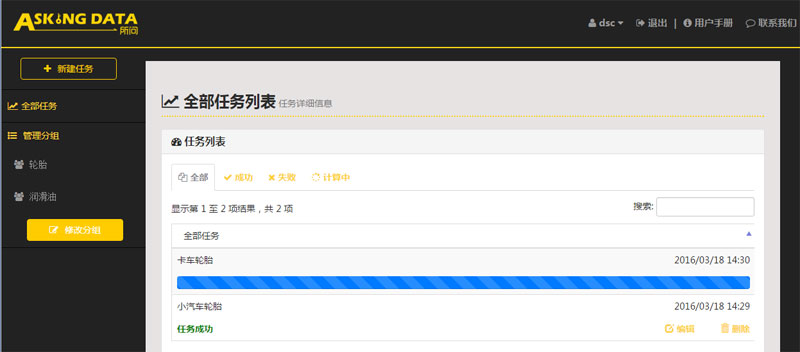 ASKING DATA
所问
dsc
退出 | 用户手册
联系我们
新建任务
全部任务
管理分组
轮胎
润滑油
修改分组
全部任务列表 任务详细信息
任务列表
全部 成功 失败 计算中
显示第 1 至 2 项结果，共 2 项
搜索:
全部任务
卡车轮胎 2016/03/18 14:30
小汽车轮胎 2016/03/18 14:29
任务成功 编辑 删除